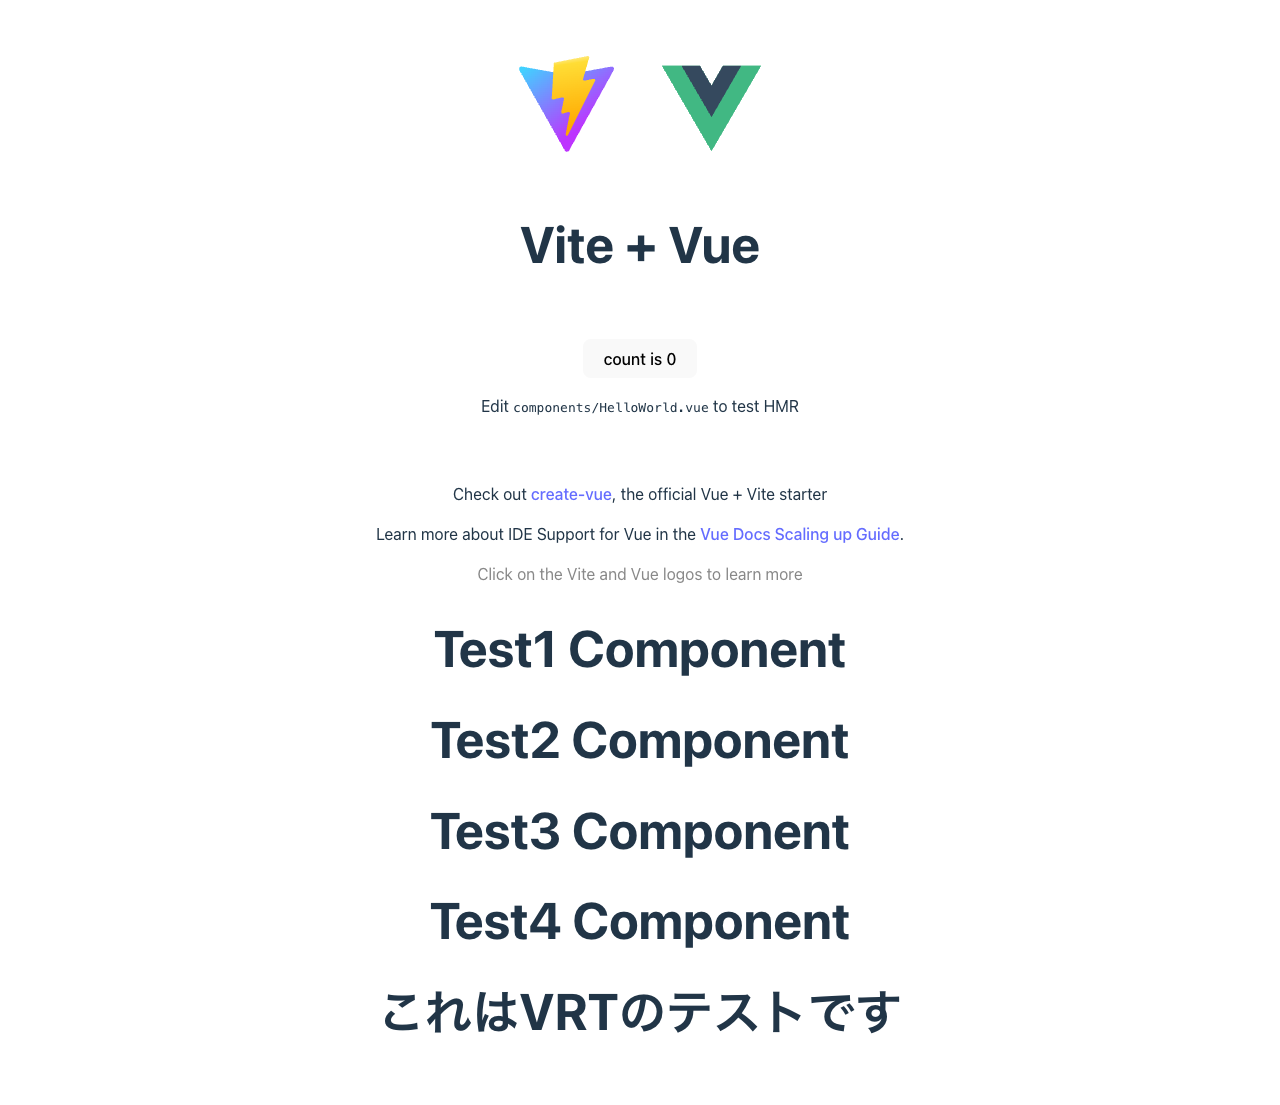 Vite + Vue
count is 0
Edit components/HelloWorld.vue to test HMR
Check out create-vue, the official Vue + Vite starter
Learn more about IDE Support for Vue in the Vue Docs Scaling up Guide.
Click on the Vite and Vue logos to learn more
Test1 Component
Test2 Component
Test3 Component
Test4 Component
これはVRTのテストです